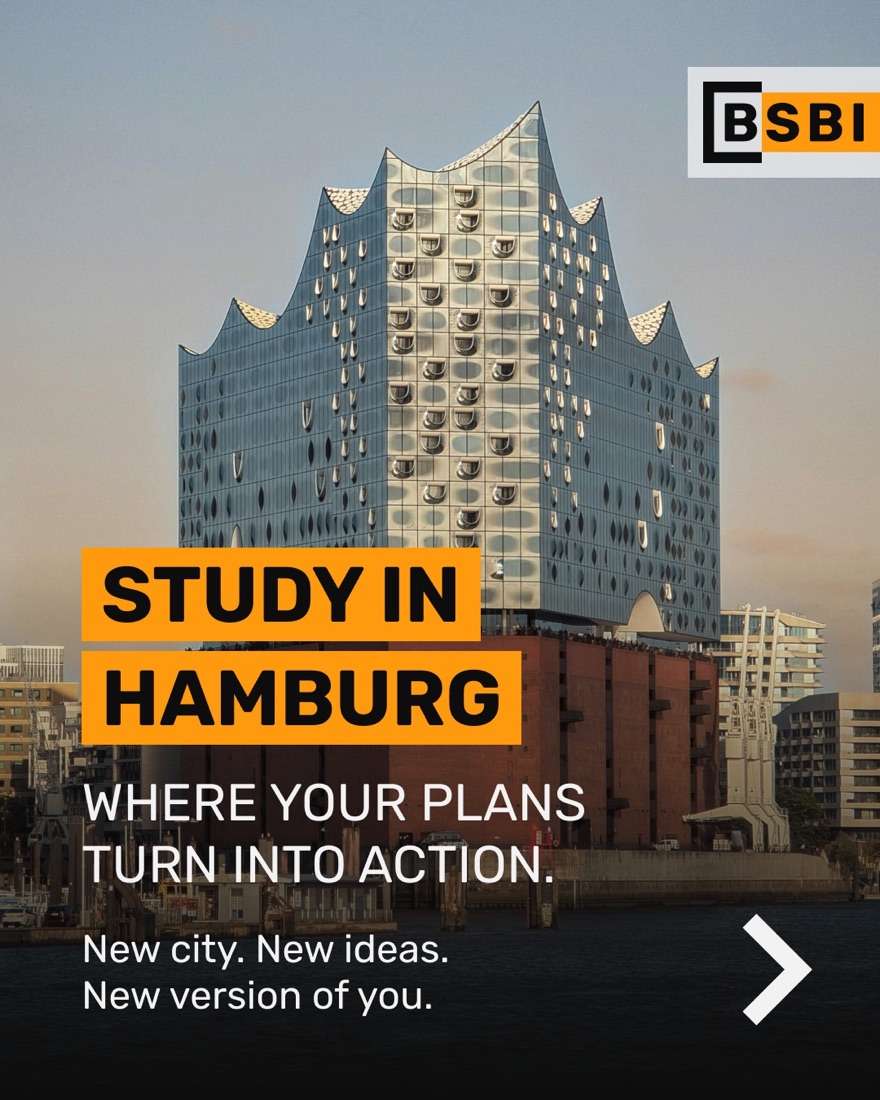 BSBI
STUDY IN
HAMBURG
WHERE YOUR PLANS
TURN INTO ACTION.
New city. New ideas.
New version of you.